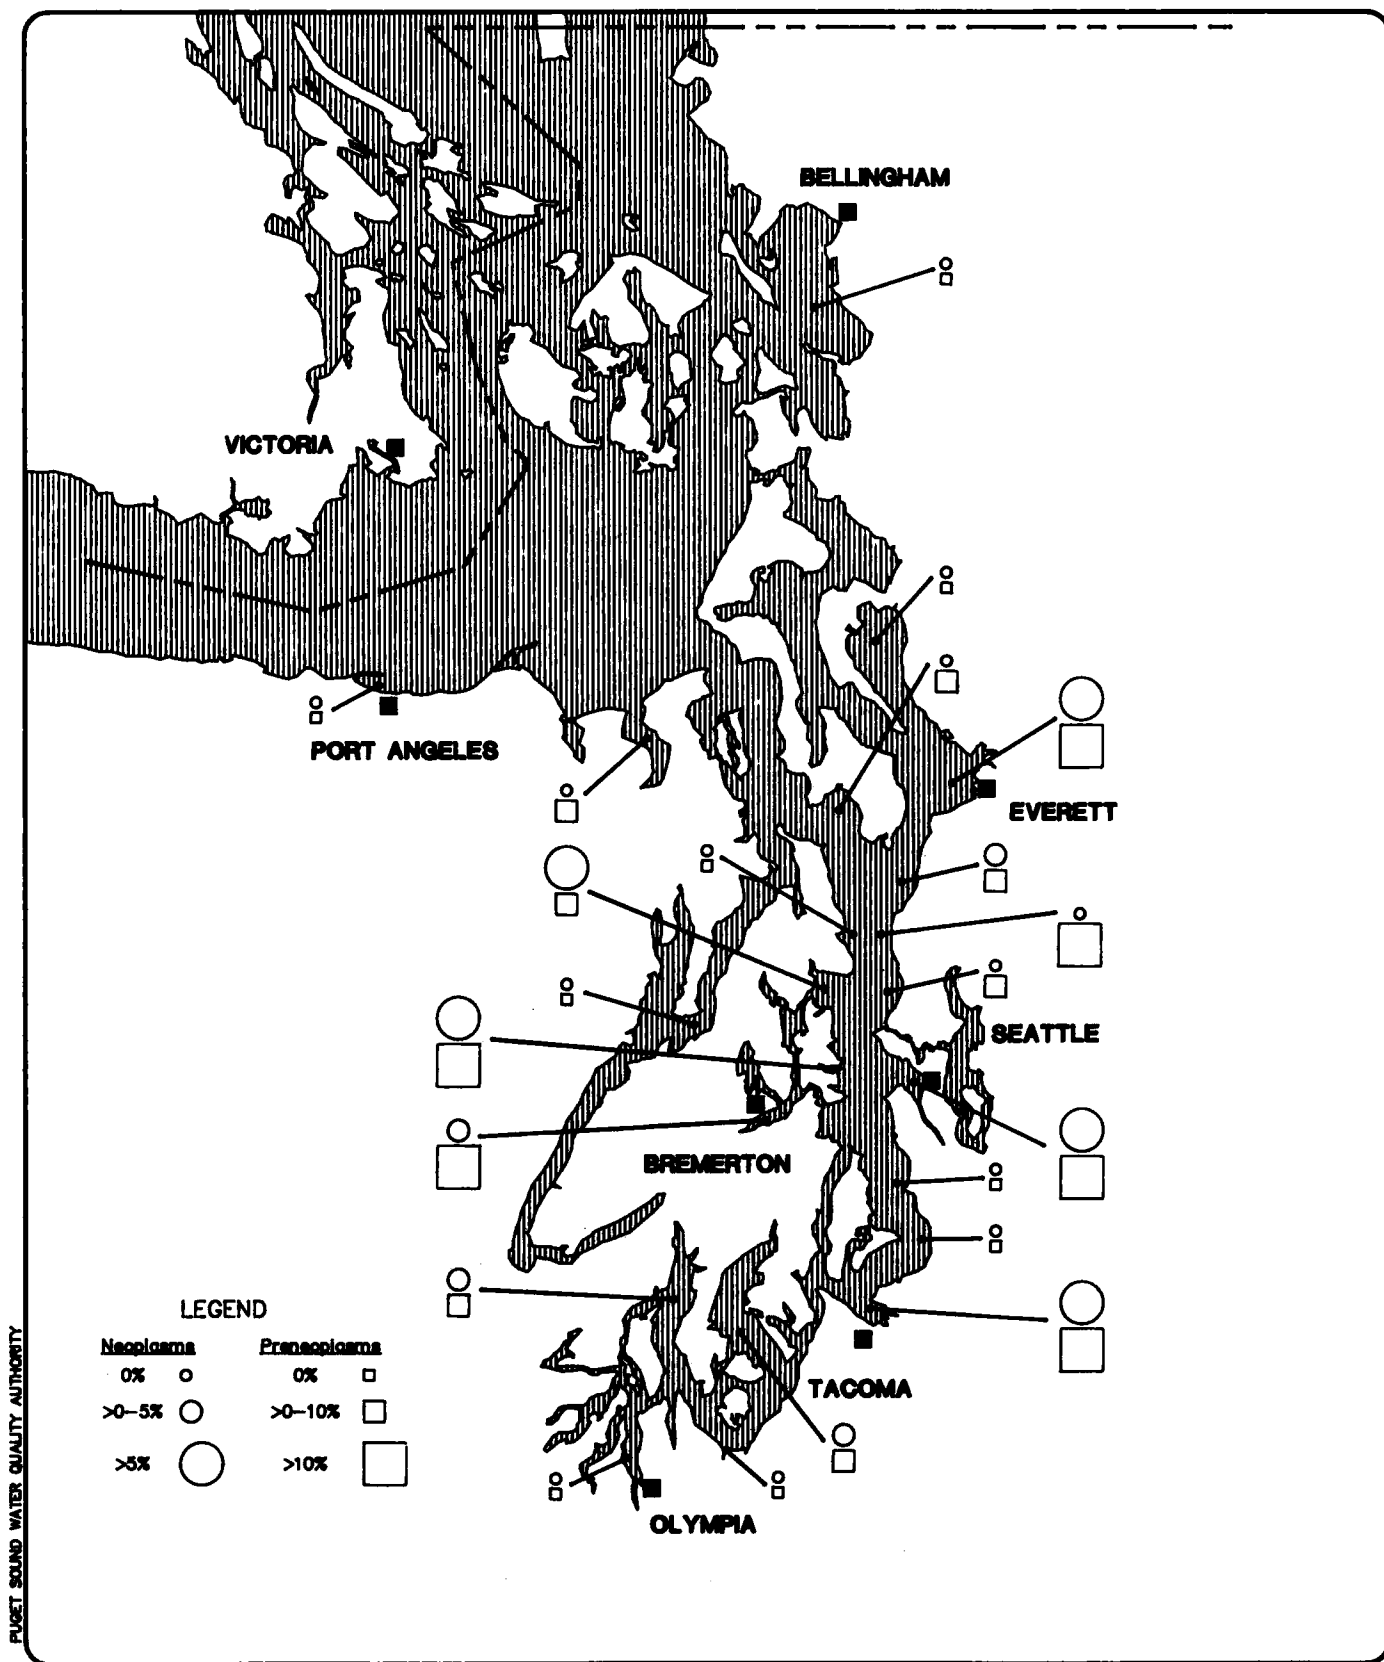 BELLINGHAM
VICTORIA
PORT ANGELES
EVERETT
SEATTLE
BREMERTON
TACOMA
OLYMPIA
LEGEND
Neoplasms Preneoplasms
0% 0%
>0-5% >0-10%
>5% >10%
PUGET SOUND WATER QUALITY AUTHORITY